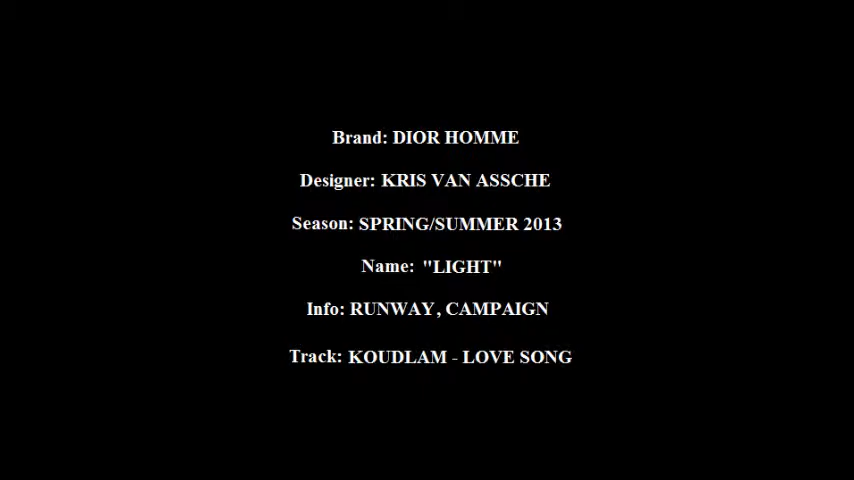 Brand: DIOR HOMME
Designer: KRIS VAN ASSCHE
Season: SPRING/SUMMER 2013
Name: "LIGHT"
Info: RUNWAY, CAMPAIGN
Track: KOUDLAM - LOVE SONG